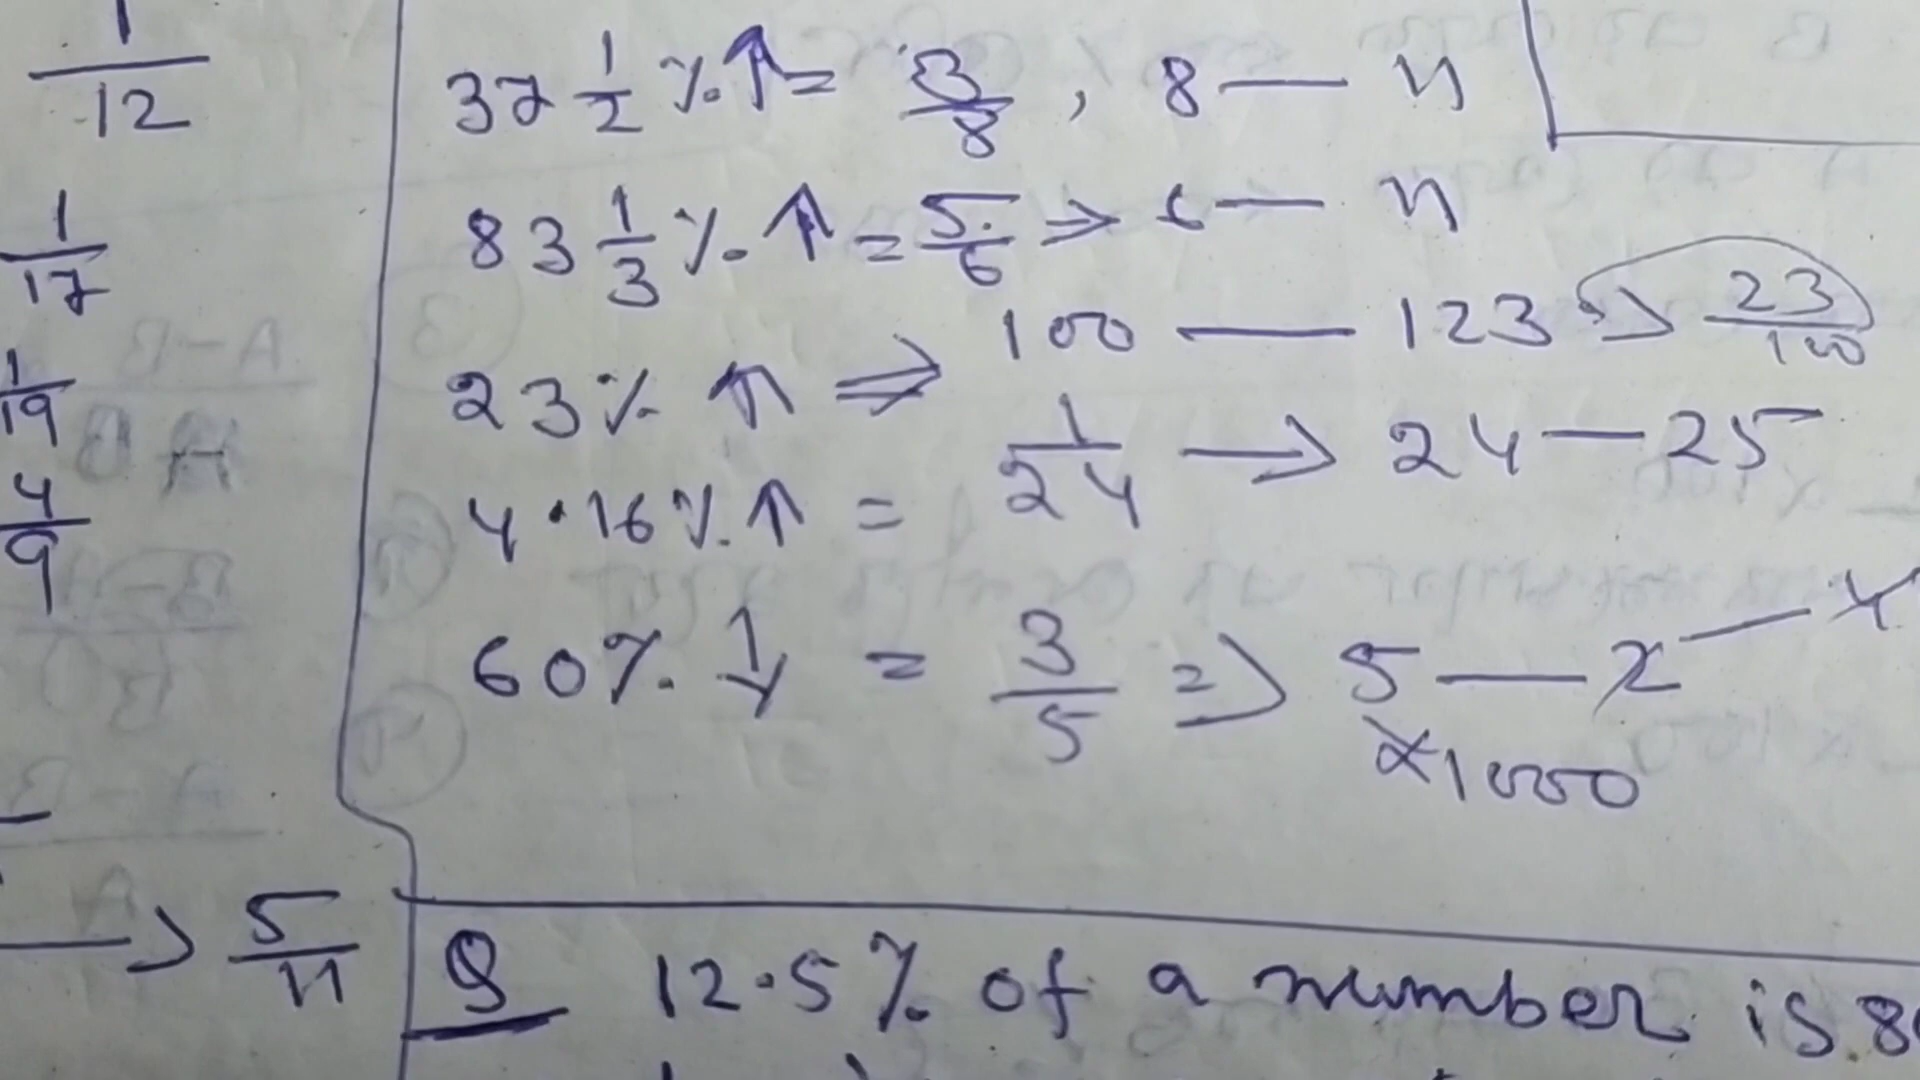 1/12
1/17
1/19
4/9
→ 5/11
37 1/2 %. ↑ = 3/8, 8 — 11
83 1/3 %. ↑ = 5/6 ⇒ 6 — 11
23% ↑ ⇒ 100 — 123 ⇒ 23/100
4.16%. ↑ = 1/24 → 24 — 25
60%. ↓ = 3/5 ⇒ 5 — 2
x1000
Q 12.5% of a number is 8